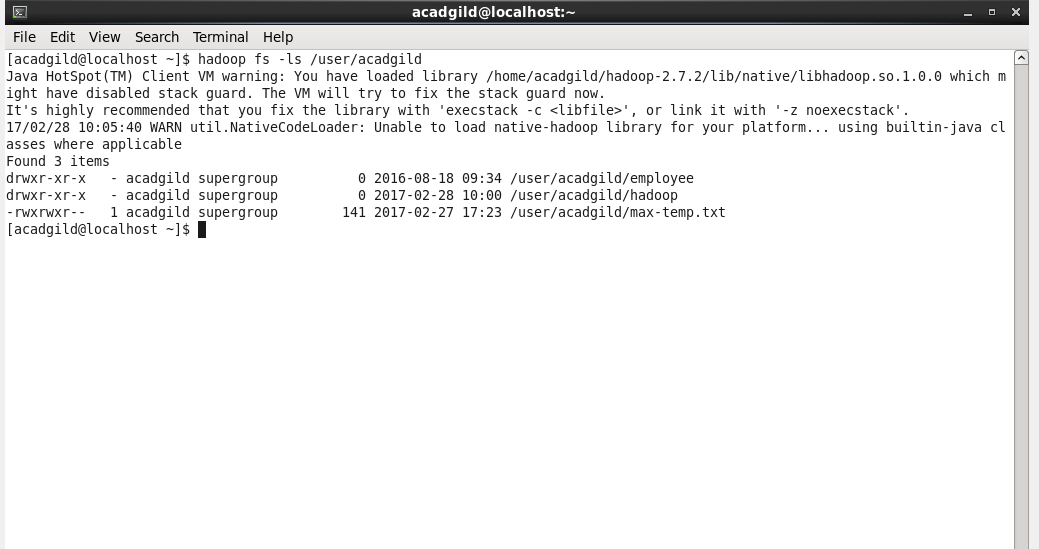 acadgild@localhost:~
File Edit View Search Terminal Help
[acadgild@localhost ~]$ hadoop fs -ls /user/acadgild
Java HotSpot(TM) Client VM warning: You have loaded library /home/acadgild/hadoop-2.7.2/lib/native/libhadoop.so.1.0.0 which m
ight have disabled stack guard. The VM will try to fix the stack guard now.
It's highly recommended that you fix the library with 'execstack -c <libfile>', or link it with '-z noexecstack'.
17/02/28 10:05:40 WARN util.NativeCodeLoader: Unable to load native-hadoop library for your platform... using builtin-java cl
asses where applicable
Found 3 items
drwxr-xr-x   - acadgild supergroup          0 2016-08-18 09:34 /user/acadgild/employee
drwxr-xr-x   - acadgild supergroup          0 2017-02-28 10:00 /user/acadgild/hadoop
-rwxrwxr--   1 acadgild supergroup        141 2017-02-27 17:23 /user/acadgild/max-temp.txt
[acadgild@localhost ~]$